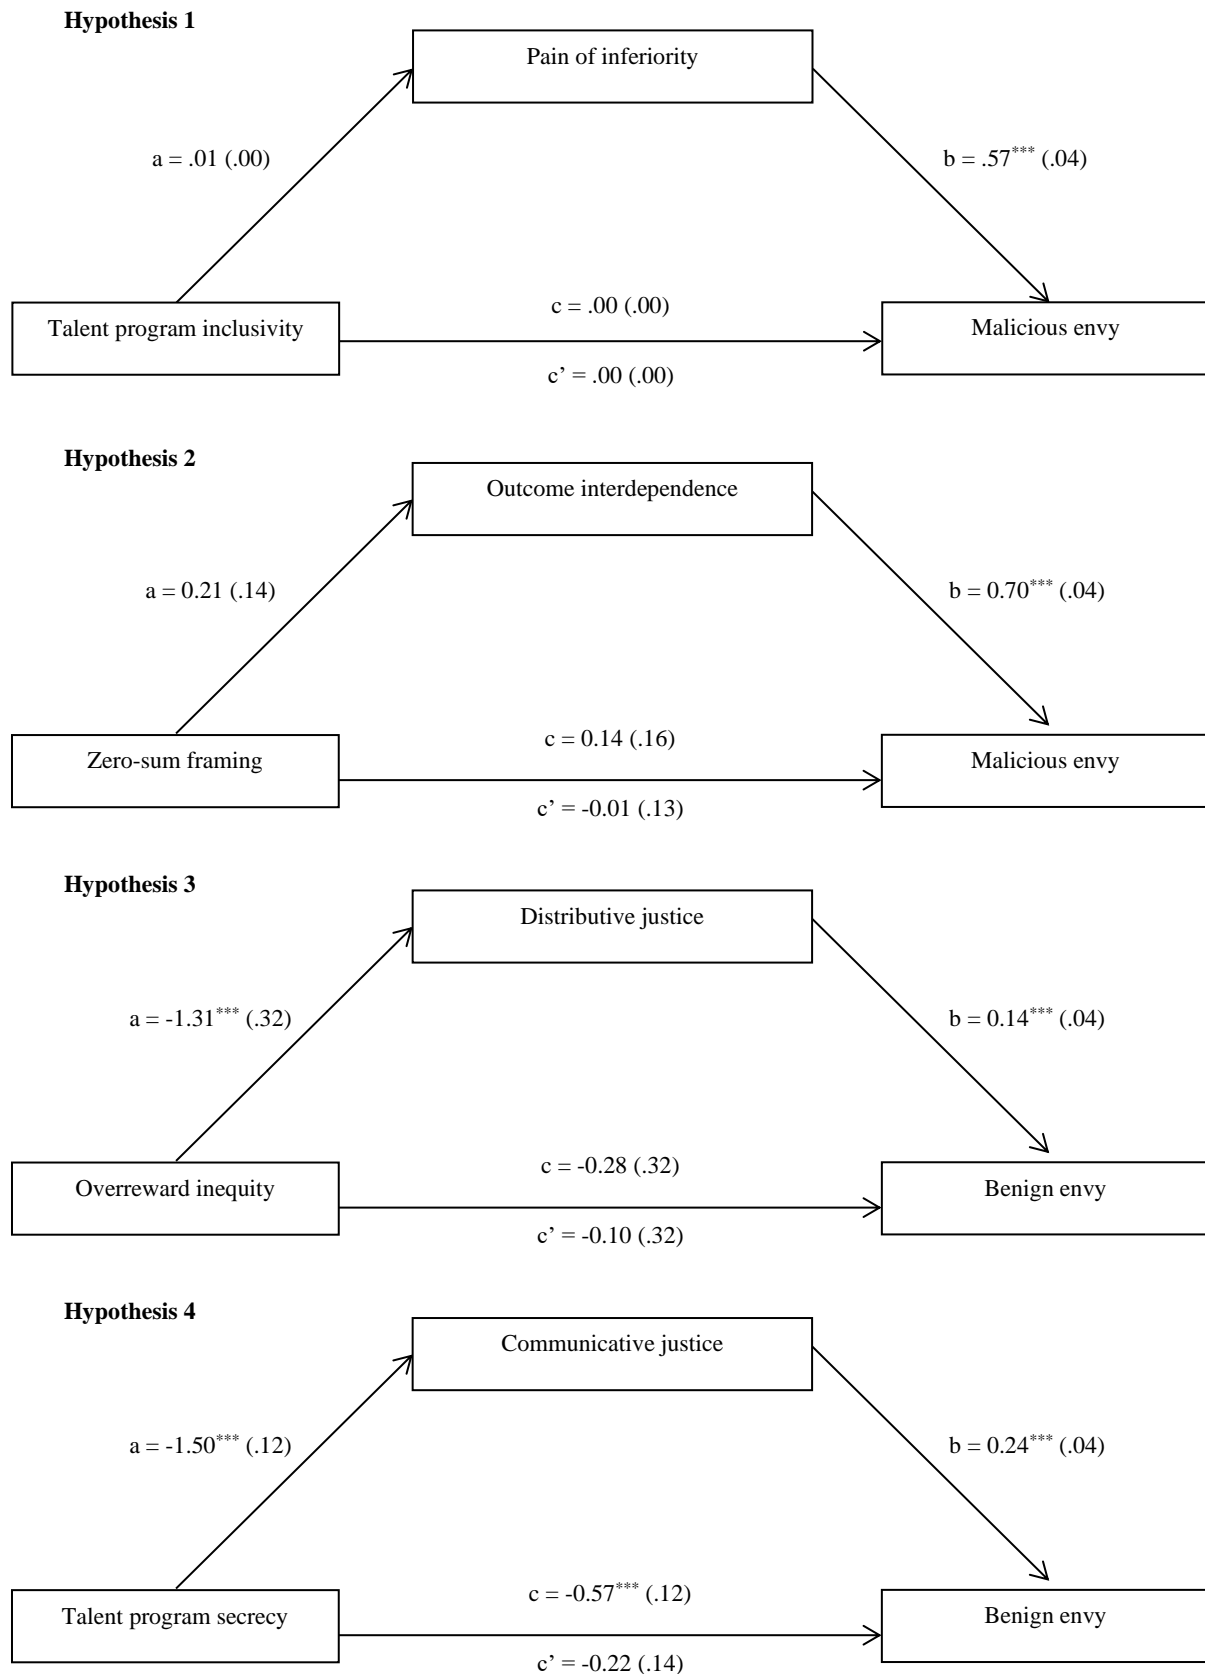 Hypothesis 1
Pain of inferiority
a = .01 (.00)
b = .57*** (.04)
c = .00 (.00)
Talent program inclusivity
Malicious envy
c’ = .00 (.00)
Hypothesis 2
Outcome interdependence
a = 0.21 (.14)
b = 0.70*** (.04)
c = 0.14 (.16)
Zero-sum framing
Malicious envy
c’ = -0.01 (.13)
Hypothesis 3
Distributive justice
a = -1.31*** (.32)
b = 0.14*** (.04)
c = -0.28 (.32)
Overreward inequity
Benign envy
c’ = -0.10 (.32)
Hypothesis 4
Communicative justice
a = -1.50*** (.12)
b = 0.24*** (.04)
c = -0.57*** (.12)
Talent program secrecy
Benign envy
c’ = -0.22 (.14)